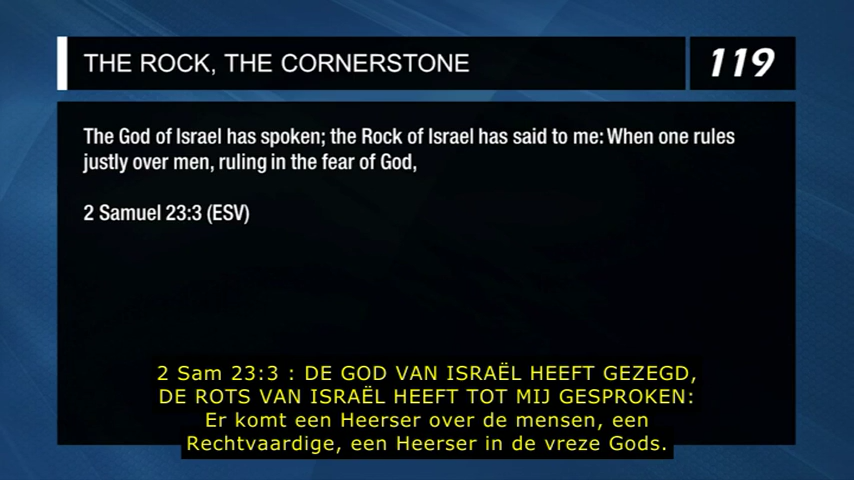 THE ROCK, THE CORNERSTONE
119
The God of Israel has spoken; the Rock of Israel has said to me: When one rules
justly over men, ruling in the fear of God,
2 Samuel 23:3 (ESV)
2 Sam 23:3 : DE GOD VAN ISRAËL HEEFT GEZEGD,
DE ROTS VAN ISRAËL HEEFT TOT MIJ GESPROKEN:
Er komt een Heerser over de mensen, een
Rechtvaardige, een Heerser in de vreze Gods.